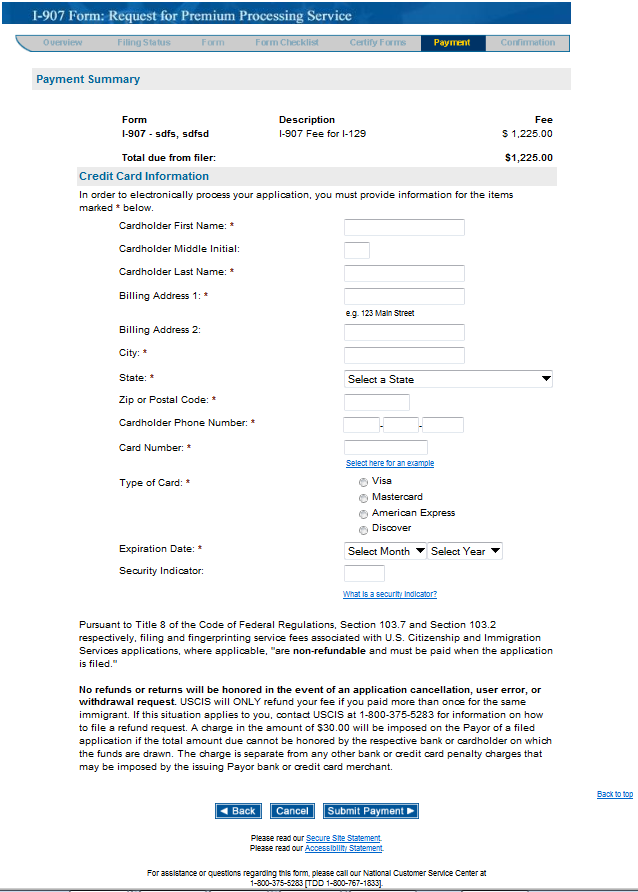 I-907 Form: Request for Premium Processing Service
Overview Filing Status Form Form Checklist Certify Forms Payment Confirmation
Payment Summary
Form Description Fee
I-907 - sdfs, sdfsd I-907 Fee for I-129 $ 1,225.00
Total due from filer: $1,225.00
Credit Card Information
In order to electronically process your application, you must provide information for the items
marked * below.
Cardholder First Name: *
Cardholder Middle Initial:
Cardholder Last Name: *
Billing Address 1: *
e.g. 123 Main Street
Billing Address 2:
City: *
State: * Select a State
Zip or Postal Code: *
Cardholder Phone Number: * - -
Card Number: *
Select here for an example
Type of Card: * Visa
Mastercard
American Express
Discover
Expiration Date: * Select Month Select Year
Security Indicator:
What is a security indicator?
Pursuant to Title 8 of the Code of Federal Regulations, Section 103.7 and Section 103.2
respectively, filing and fingerprinting service fees associated with U.S. Citizenship and Immigration
Services applications, where applicable, "are non-refundable and must be paid when the application
is filed."
No refunds or returns will be honored in the event of an application cancellation, user error, or
withdrawal request. USCIS will ONLY refund your fee if you paid more than once for the same
immigrant. If this situation applies to you, contact USCIS at 1-800-375-5283 for information on how
to file a refund request. A charge in the amount of $30.00 will be imposed on the Payor of a filed
application if the total amount due cannot be honored by the respective bank or cardholder on which
the funds are drawn. The charge is separate from any other bank or credit card penalty charges that
may be imposed by the issuing Payor bank or credit card merchant.
Back to top
Back Cancel Submit Payment
Please read our Secure Site Statement.
Please read our Accessibility Statement.
For assistance or questions regarding this form, please call our National Customer Service Center at
1-800-375-5283 [TDD 1-800-767-1833].